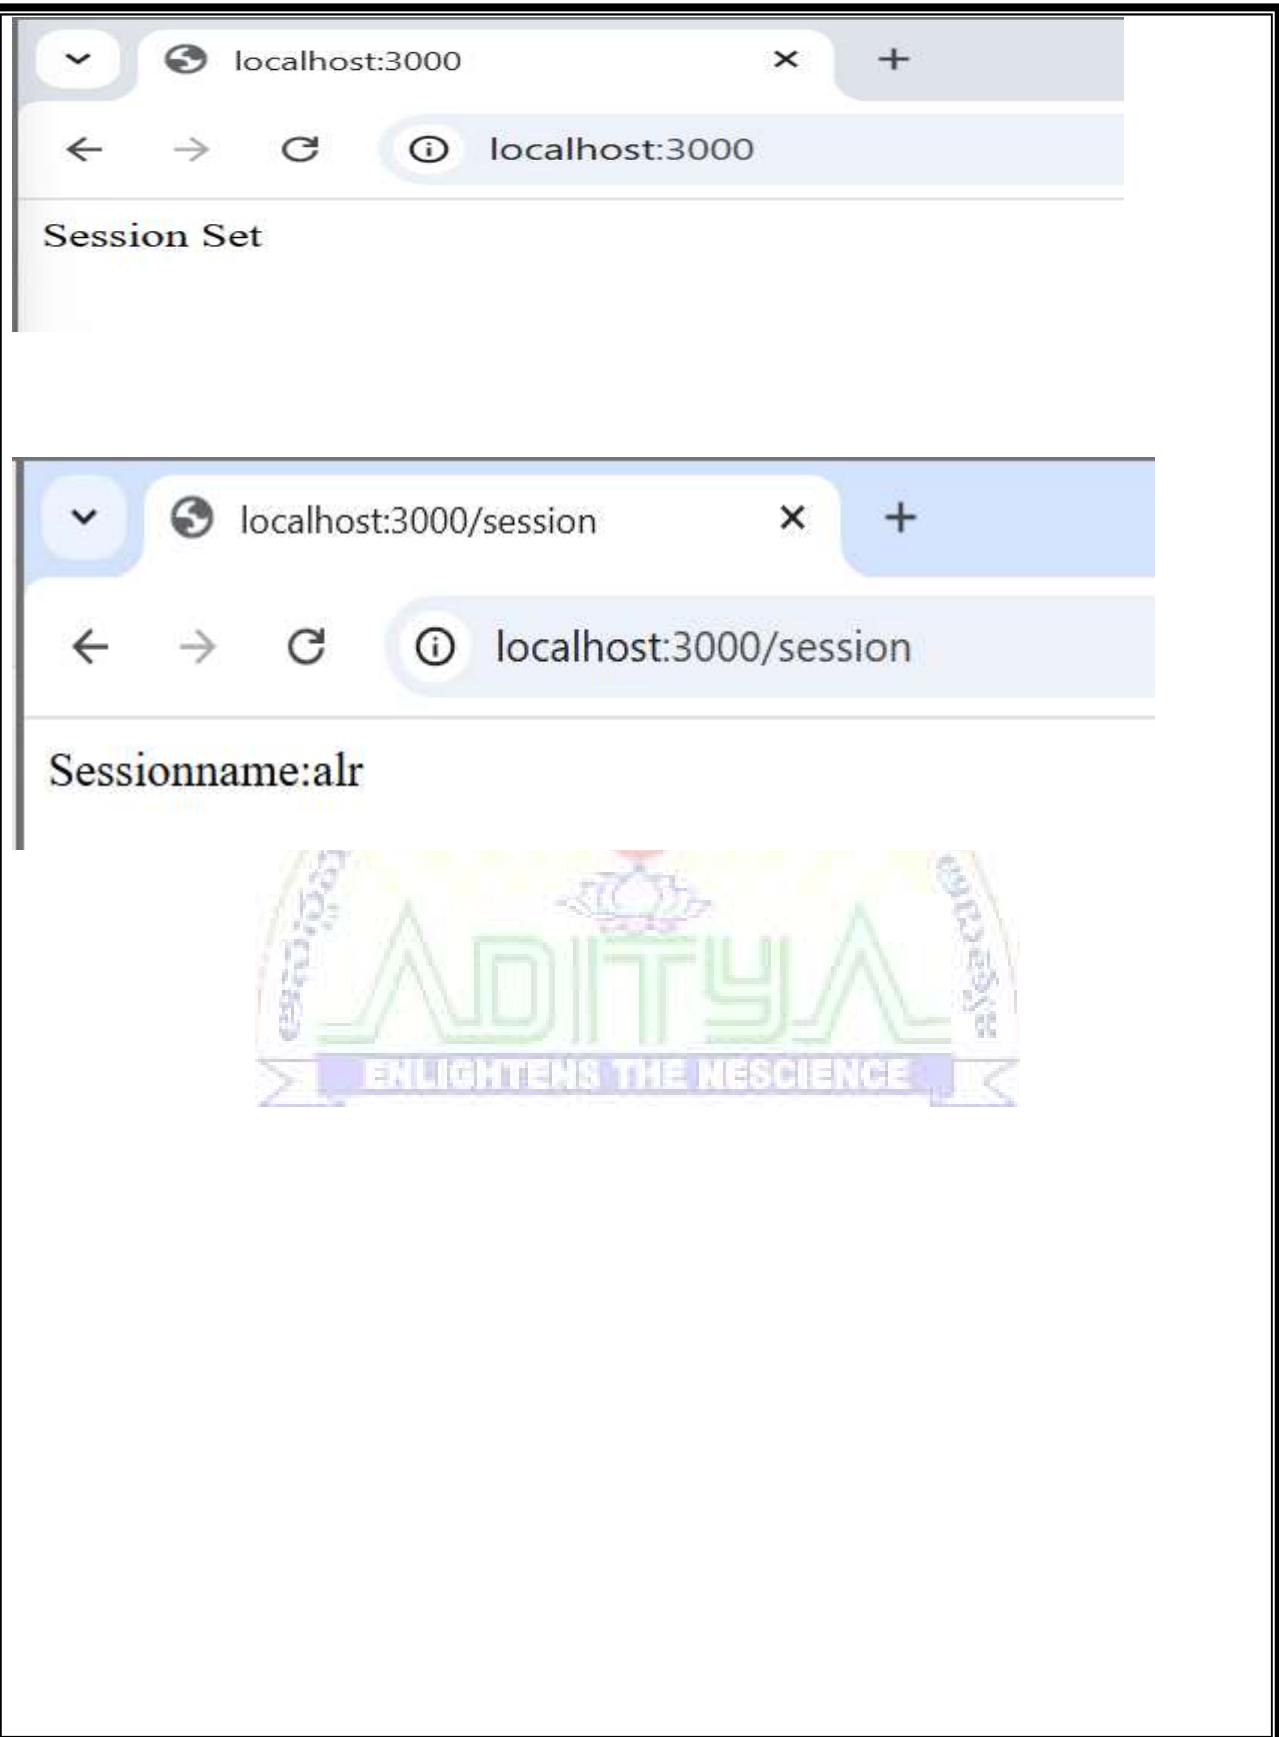 localhost:3000
localhost:3000
Session Set
localhost:3000/session
localhost:3000/session
Sessionname:alr
ADITYA
ENLIGHTENS THE NESCIENCE